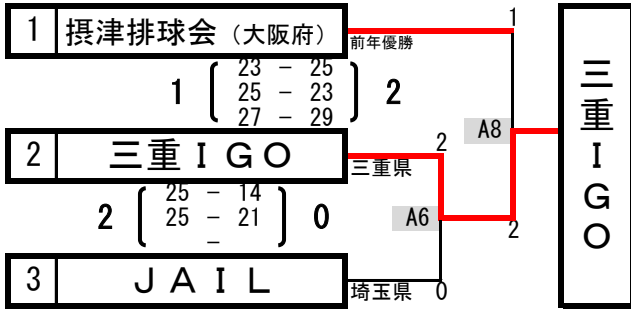 1 摂津排球会（大阪府） 前年優勝 1
1 23 － 25 2
25 － 23
27 － 29
A8
2 三重ＩＧＯ 三重県 2
2 25 － 14 0
25 － 21
－
A6
2
3 ＪＡＩＬ 埼玉県 0
三重ＩＧＯ